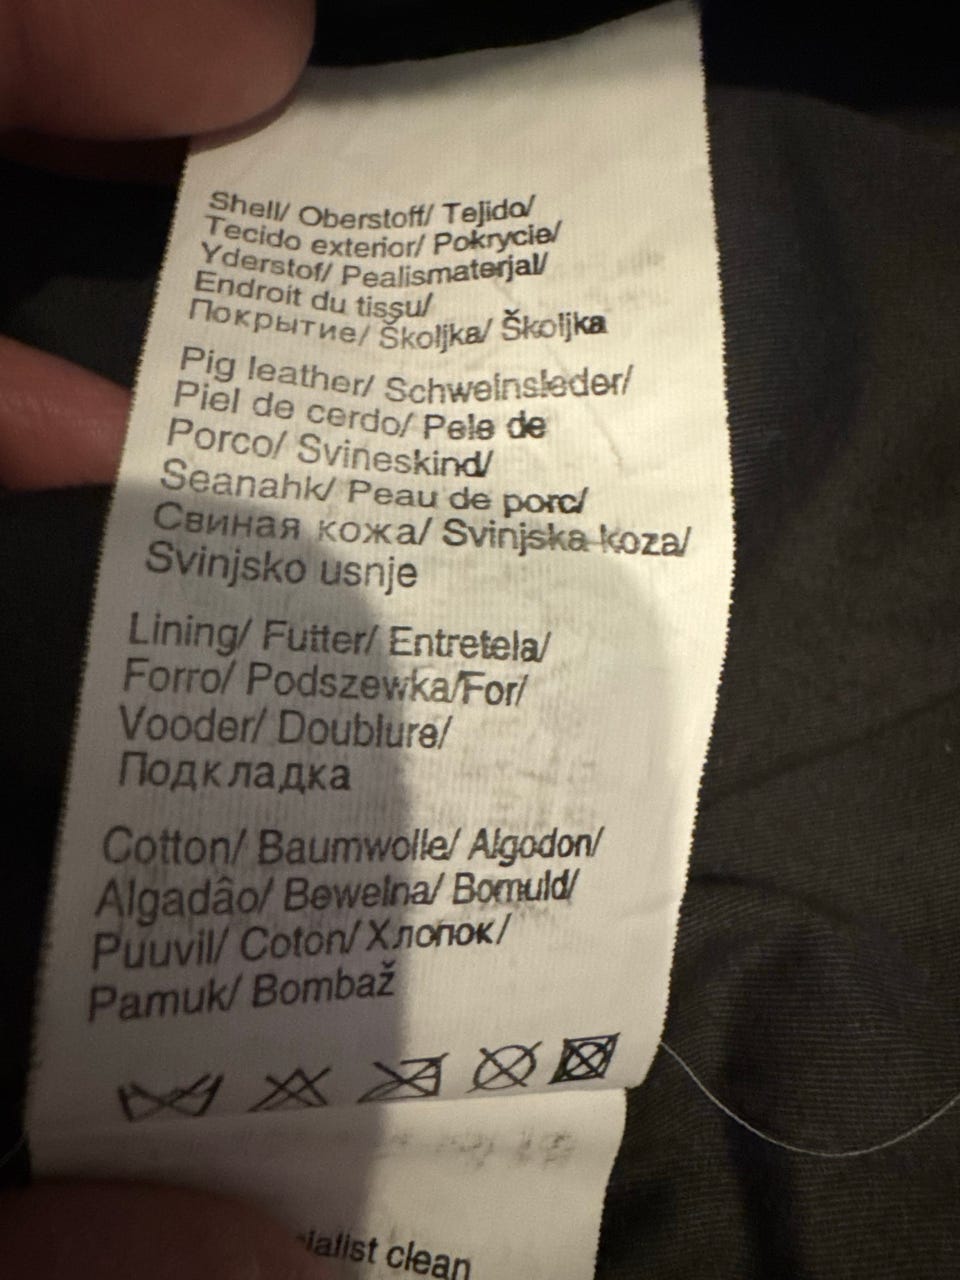 Shell/ Oberstoff/ Tejido/
Tecido exterior/ Pokrycie/
Yderstof/ Pealismaterjal/
Endroit du tissu/
Покрытие/ Školjka/ Školjka
Pig leather/ Schweinsleder/
Piel de cerdo/ Pele de
Porco/ Svineskind/
Seanahk/ Peau de porc/
Свиная кожа/ Svinjska koza/
Svinjsko usnje
Lining/ Futter/ Entretela/
Forro/ Podszewka/For/
Vooder/ Doublure/
Подкладка
Cotton/ Baumwolle/ Algodon/
Algadâo/ Bewelna/ Bomuld/
Puuvil/ Coton/Хлопок/
Pamuk/ Bombaž
clean